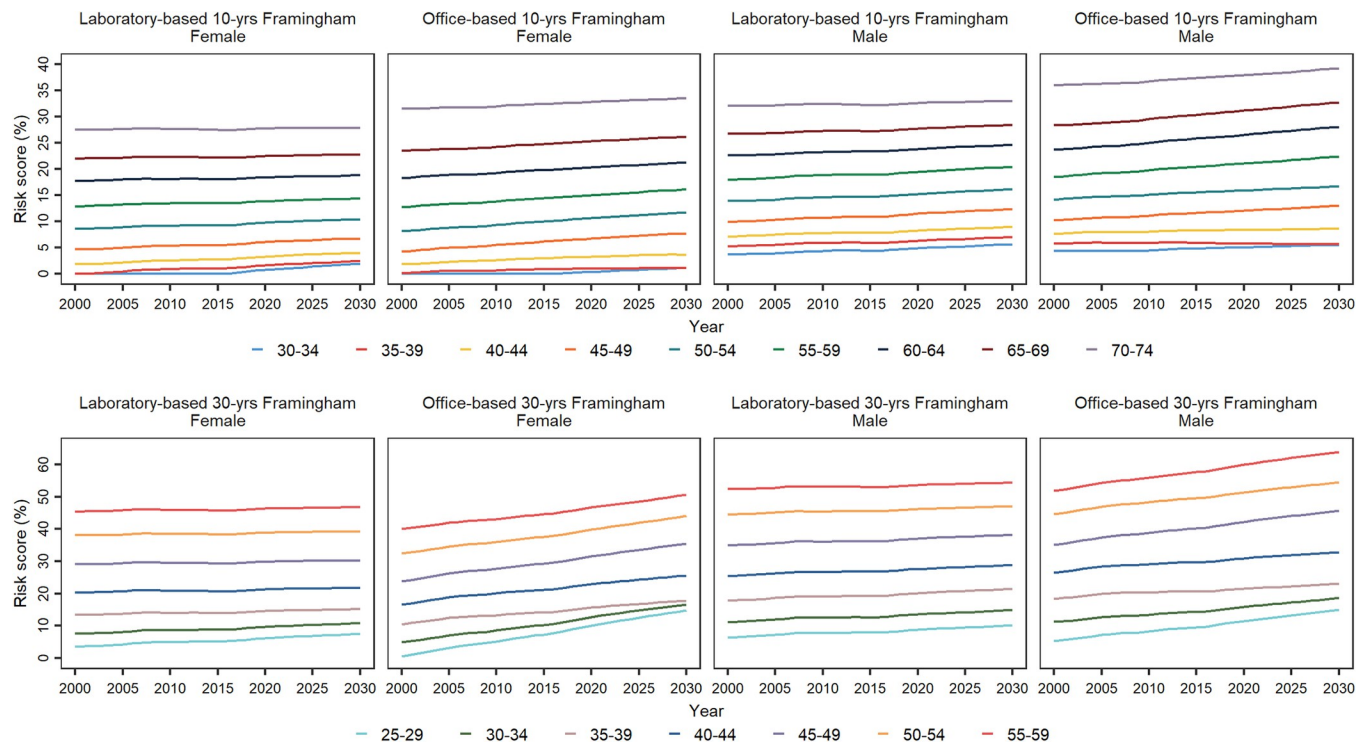 Laboratory-based 10-yrs Framingham
Female
Office-based 10-yrs Framingham
Female
Laboratory-based 10-yrs Framingham
Male
Office-based 10-yrs Framingham
Male
Risk score (%)
40
35
30
25
20
15
10
5
0
2000 2005 2010 2015 2020 2025 2030
2000 2005 2010 2015 2020 2025 2030
2000 2005 2010 2015 2020 2025 2030
2000 2005 2010 2015 2020 2025 2030
Year
30-34 35-39 40-44 45-49 50-54 55-59 60-64 65-69 70-74
Laboratory-based 30-yrs Framingham
Female
Office-based 30-yrs Framingham
Female
Laboratory-based 30-yrs Framingham
Male
Office-based 30-yrs Framingham
Male
Risk score (%)
60
50
40
30
20
10
0
2000 2005 2010 2015 2020 2025 2030
2000 2005 2010 2015 2020 2025 2030
2000 2005 2010 2015 2020 2025 2030
2000 2005 2010 2015 2020 2025 2030
Year
25-29 30-34 35-39 40-44 45-49 50-54 55-59